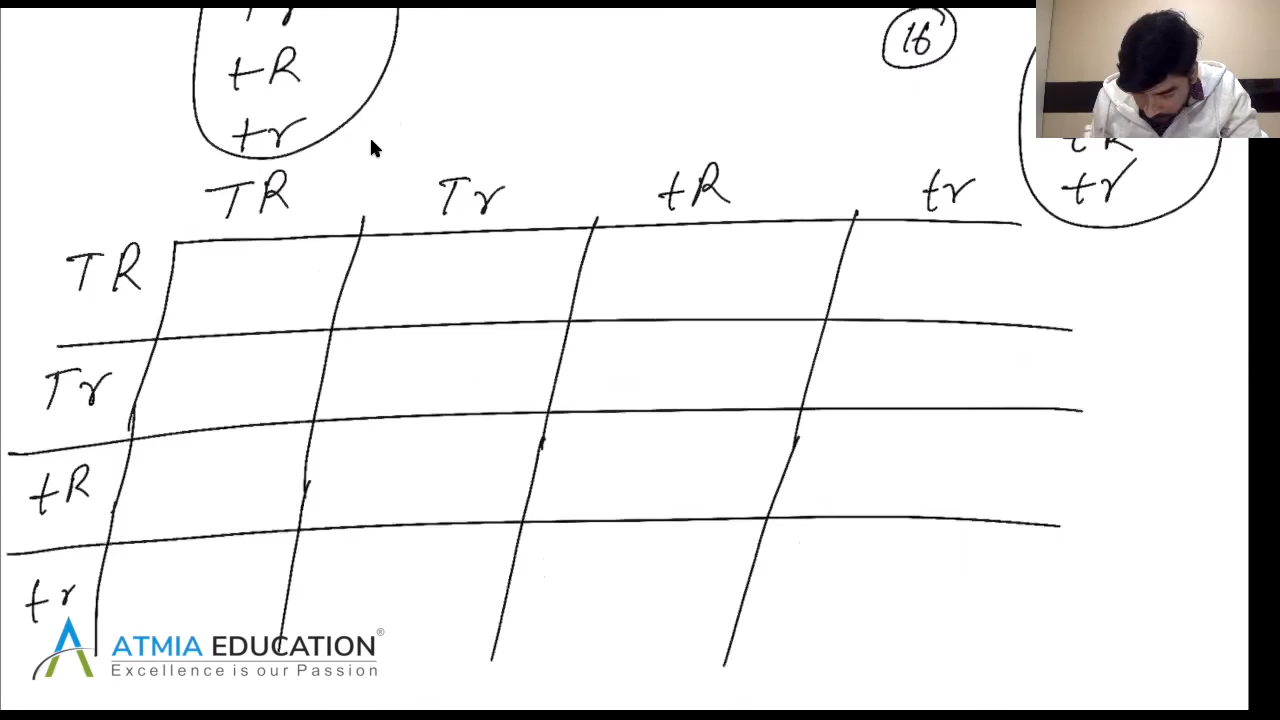 tR
tr
16
tr
TR Tr tR tr
TR
Tr
tR
tr
ATMIA EDUCATION®
Excellence is our Passion